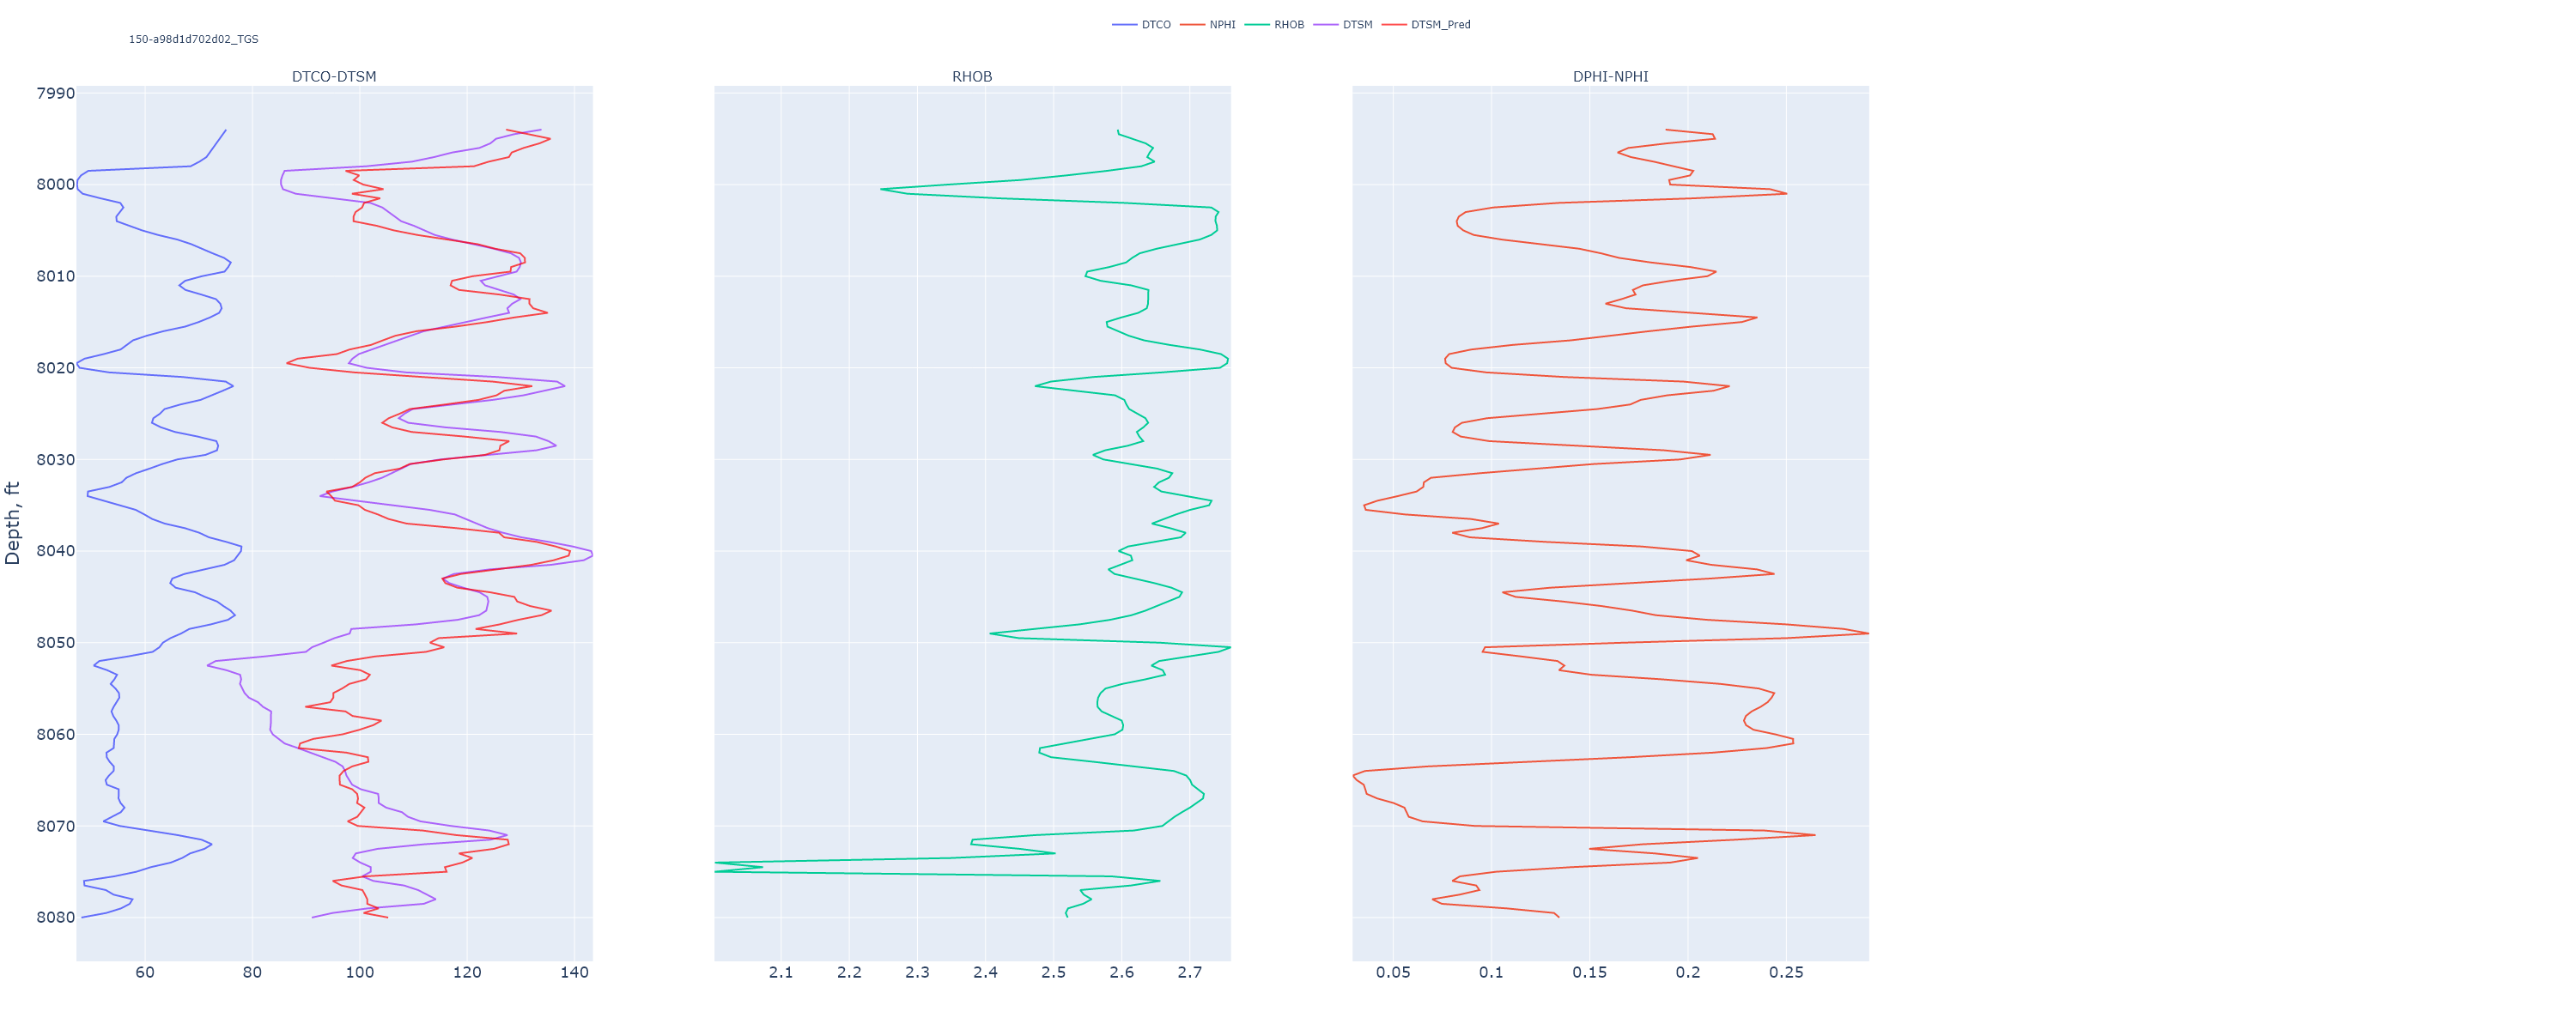 DTCO NPHI RHOB DTSM DTSM_Pred
150-a98d1d702d02_TGS
DTCO-DTSM RHOB DPHI-NPHI
Depth, ft
7990
8000
8010
8020
8030
8040
8050
8060
8070
8080
60 80 100 120 140 2.1 2.2 2.3 2.4 2.5 2.6 2.7 0.05 0.1 0.15 0.2 0.25